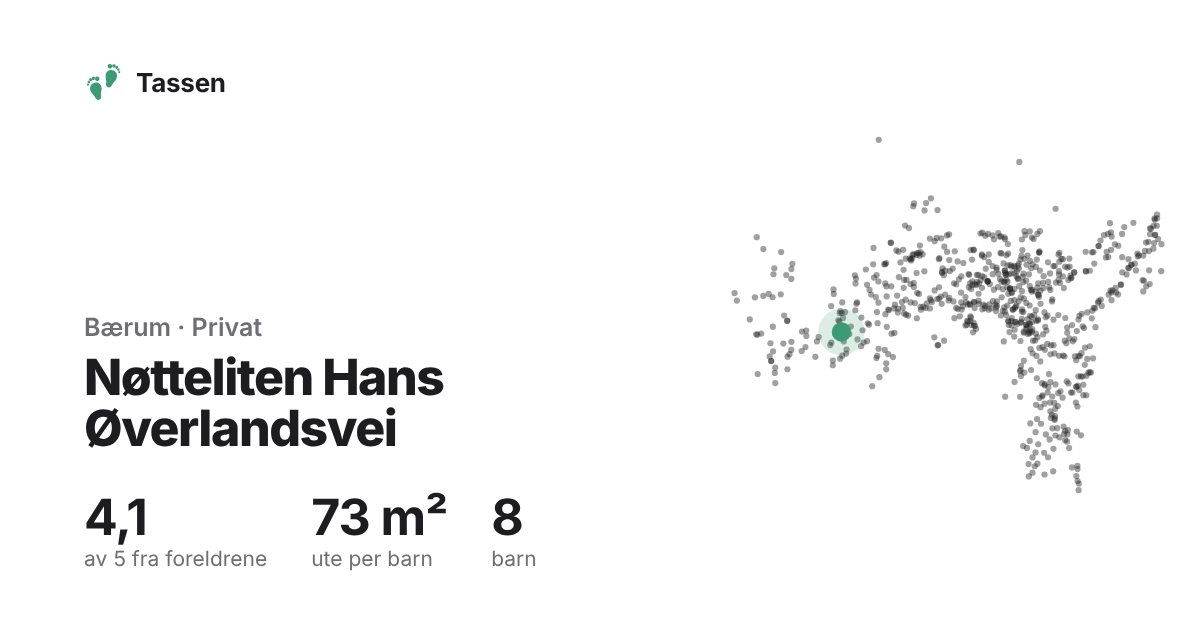 Tassen
Bærum · Privat
Nøtteliten Hans
Øverlandsvei
4,1
av 5 fra foreldrene
73 m²
ute per barn
8
barn